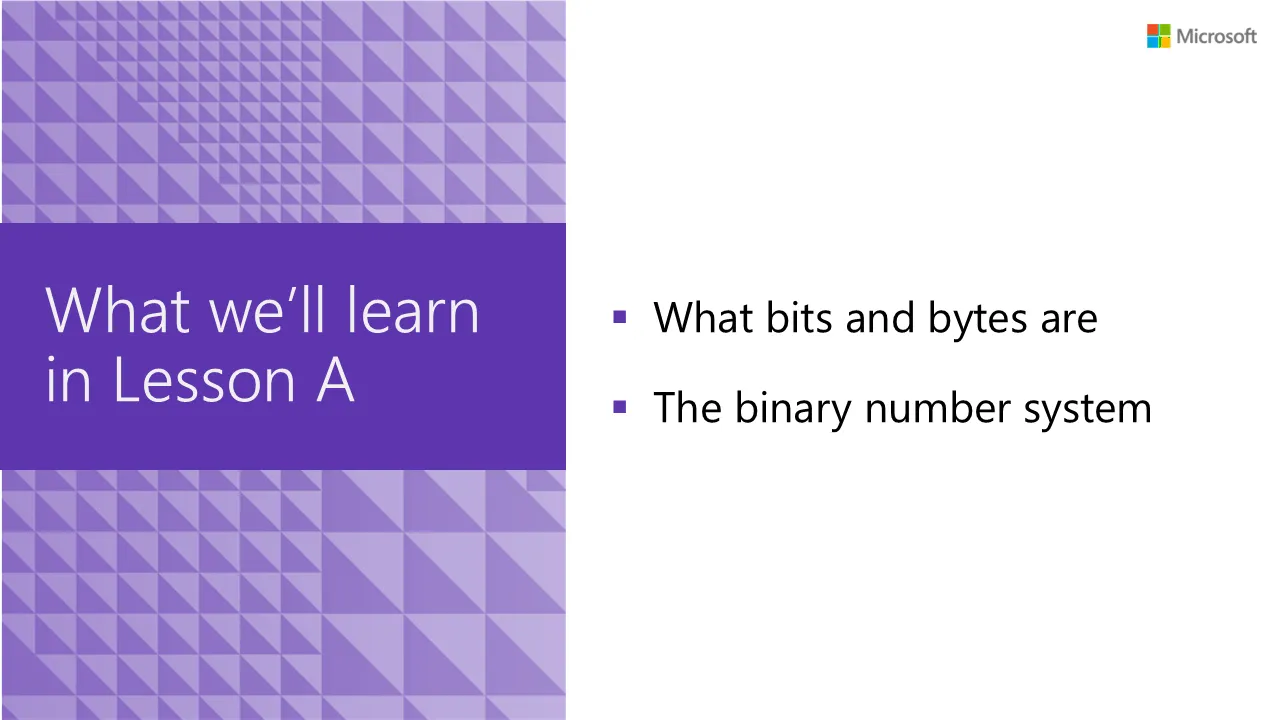 Microsoft
What we’ll learn
in Lesson A
▪ What bits and bytes are
▪ The binary number system